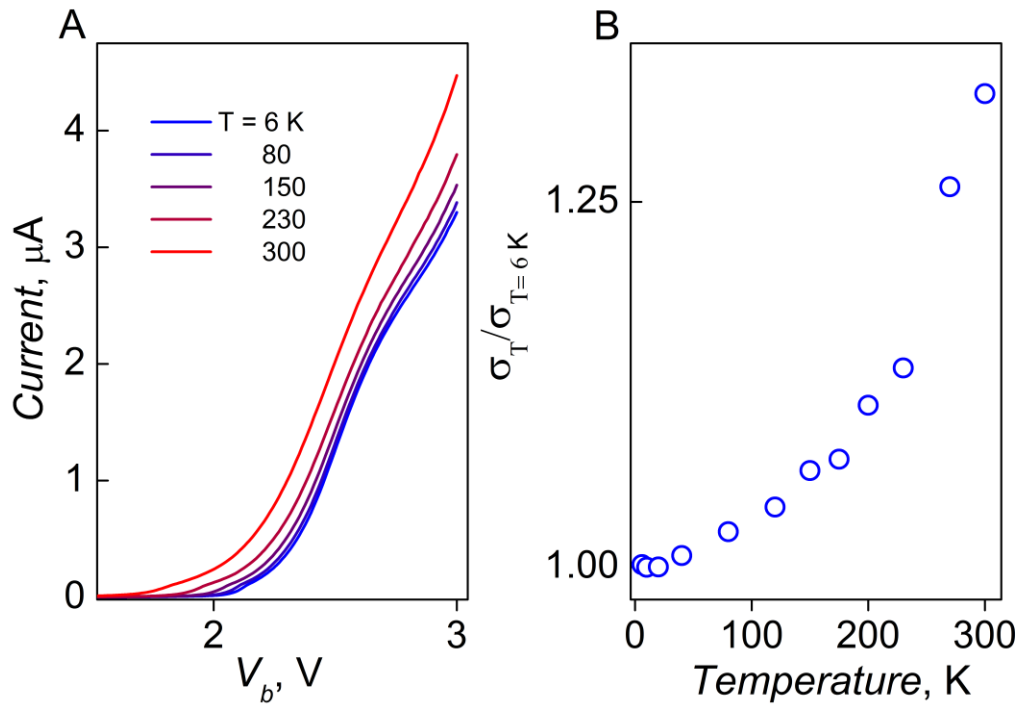 A
Current, μA
4
3
2
1
0
T = 6 K
80
150
230
300
2
3
V_b, V
B
σ_T/σ_{T= 6 K}
1.25
1.00
0
100
200
300
Temperature, K